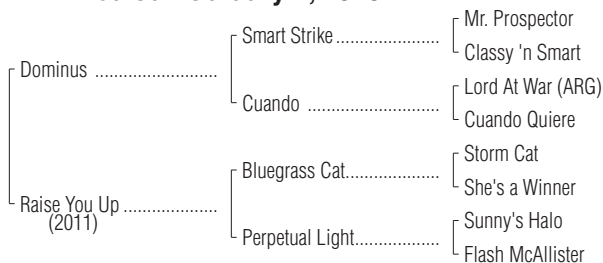 Mr. Prospector
Smart Strike
Classy 'n Smart
Dominus
Lord At War (ARG)
Cuando
Cuando Quiere
Storm Cat
Bluegrass Cat
She's a Winner
Raise You Up
(2011)
Sunny's Halo
Perpetual Light
Flash McAllister